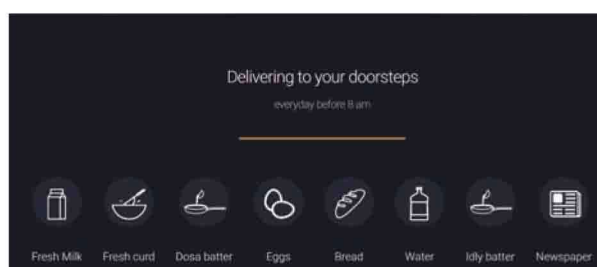 Delivering to your doorsteps
everyday before 8 am
Fresh Milk Fresh curd Dosa batter Eggs Bread Water Idly batter Newspaper